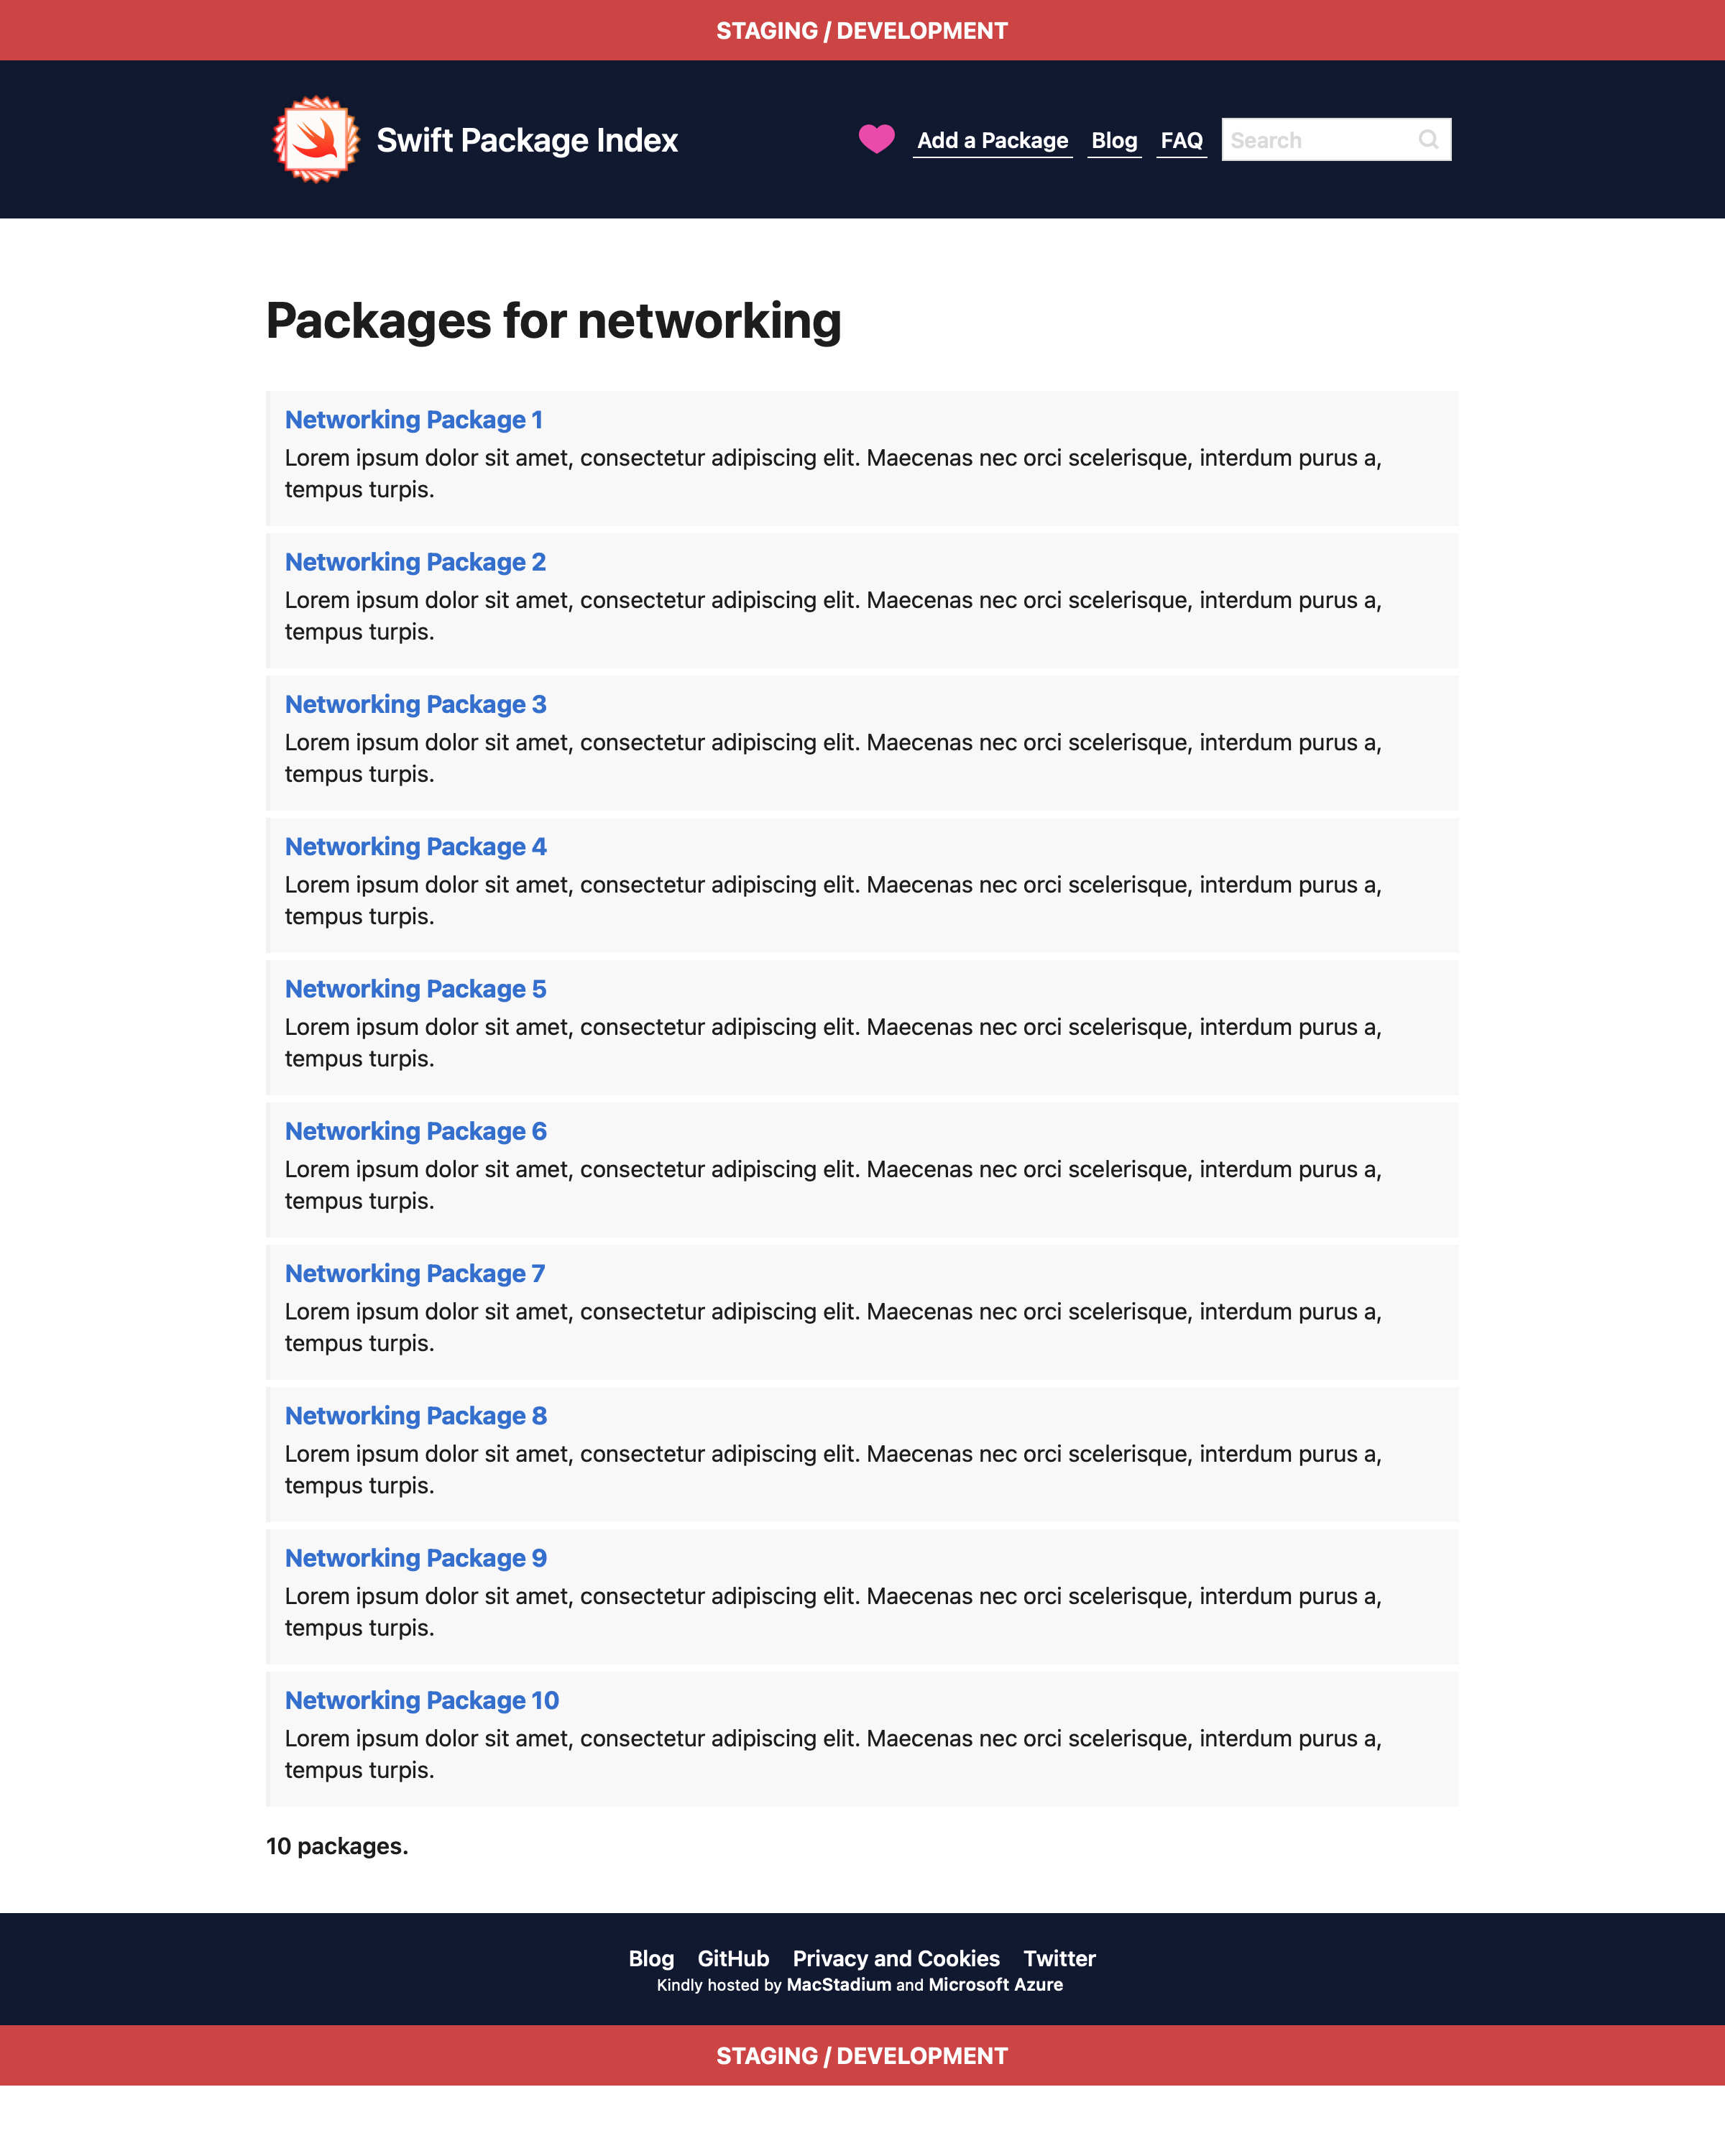 STAGING / DEVELOPMENT
Swift Package Index
Add a Package Blog FAQ Search
Packages for networking
Networking Package 1
Lorem ipsum dolor sit amet, consectetur adipiscing elit. Maecenas nec orci scelerisque, interdum purus a,
tempus turpis.
Networking Package 2
Lorem ipsum dolor sit amet, consectetur adipiscing elit. Maecenas nec orci scelerisque, interdum purus a,
tempus turpis.
Networking Package 3
Lorem ipsum dolor sit amet, consectetur adipiscing elit. Maecenas nec orci scelerisque, interdum purus a,
tempus turpis.
Networking Package 4
Lorem ipsum dolor sit amet, consectetur adipiscing elit. Maecenas nec orci scelerisque, interdum purus a,
tempus turpis.
Networking Package 5
Lorem ipsum dolor sit amet, consectetur adipiscing elit. Maecenas nec orci scelerisque, interdum purus a,
tempus turpis.
Networking Package 6
Lorem ipsum dolor sit amet, consectetur adipiscing elit. Maecenas nec orci scelerisque, interdum purus a,
tempus turpis.
Networking Package 7
Lorem ipsum dolor sit amet, consectetur adipiscing elit. Maecenas nec orci scelerisque, interdum purus a,
tempus turpis.
Networking Package 8
Lorem ipsum dolor sit amet, consectetur adipiscing elit. Maecenas nec orci scelerisque, interdum purus a,
tempus turpis.
Networking Package 9
Lorem ipsum dolor sit amet, consectetur adipiscing elit. Maecenas nec orci scelerisque, interdum purus a,
tempus turpis.
Networking Package 10
Lorem ipsum dolor sit amet, consectetur adipiscing elit. Maecenas nec orci scelerisque, interdum purus a,
tempus turpis.
10 packages.
Blog GitHub Privacy and Cookies Twitter
Kindly hosted by MacStadium and Microsoft Azure
STAGING / DEVELOPMENT